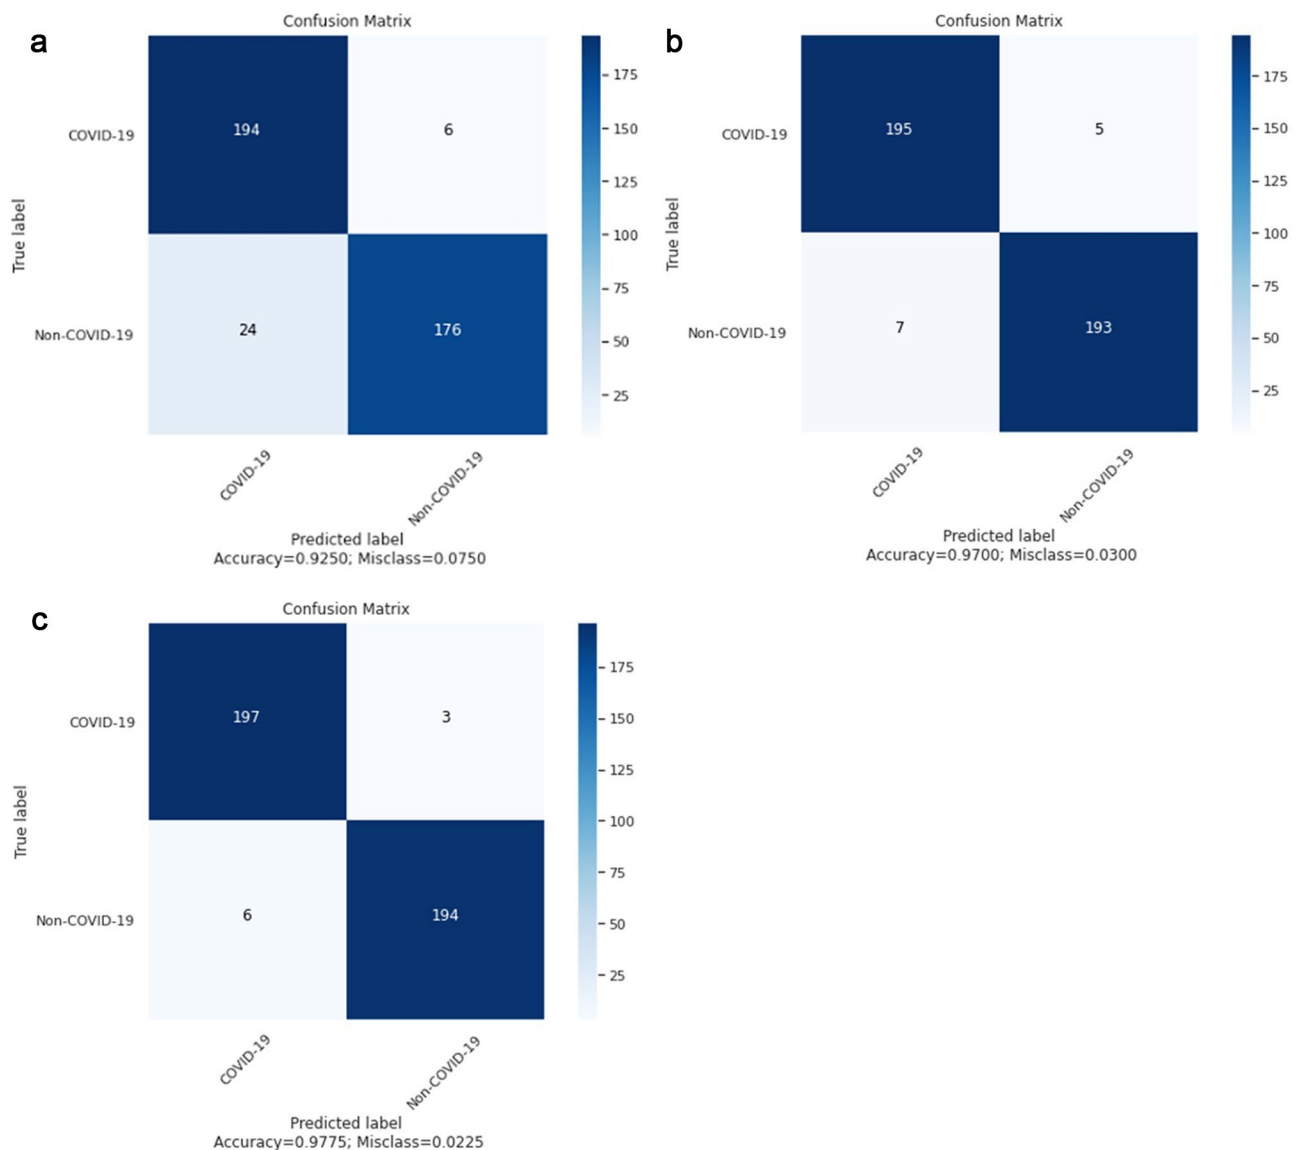 a
Confusion Matrix
COVID-19
194
6
Non-COVID-19
24
176
True label
COVID-19
Non-COVID-19
Predicted label
Accuracy=0.9250; Misclass=0.0750
175
150
125
100
75
50
25
b
Confusion Matrix
COVID-19
195
5
Non-COVID-19
7
193
True label
COVID-19
Non-COVID-19
Predicted label
Accuracy=0.9700; Misclass=0.0300
175
150
125
100
75
50
25
c
Confusion Matrix
COVID-19
197
3
Non-COVID-19
6
194
True label
COVID-19
Non-COVID-19
Predicted label
Accuracy=0.9775; Misclass=0.0225
175
150
125
100
75
50
25